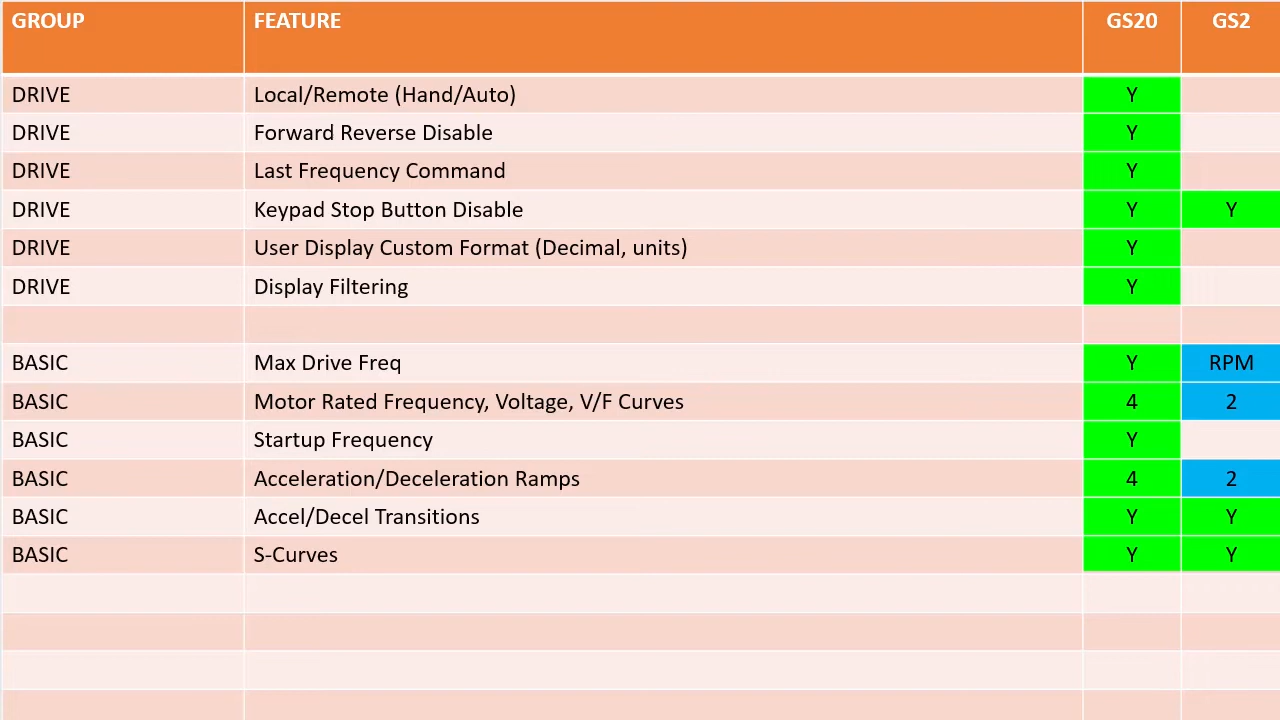 GROUP FEATURE GS20 GS2
DRIVE Local/Remote (Hand/Auto) Y
DRIVE Forward Reverse Disable Y
DRIVE Last Frequency Command Y
DRIVE Keypad Stop Button Disable Y Y
DRIVE User Display Custom Format (Decimal, units) Y
DRIVE Display Filtering Y
BASIC Max Drive Freq Y RPM
BASIC Motor Rated Frequency, Voltage, V/F Curves 4 2
BASIC Startup Frequency Y
BASIC Acceleration/Deceleration Ramps 4 2
BASIC Accel/Decel Transitions Y Y
BASIC S-Curves Y Y